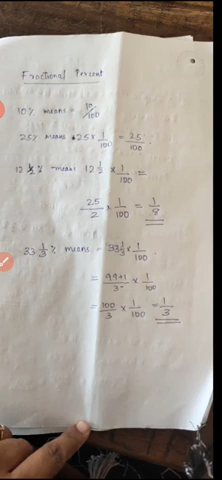 Fractional Percent
10% means = 10/100
25% means = 25 × 1/100 = 25/100.
12 1/2% means 12 1/2 × 1/100 =
25/2 × 1/100 = 1/8
33 1/3% means = 33 1/3 × 1/100.
= 99+1/3 × 1/100
= 100/3 × 1/100 = 1/3